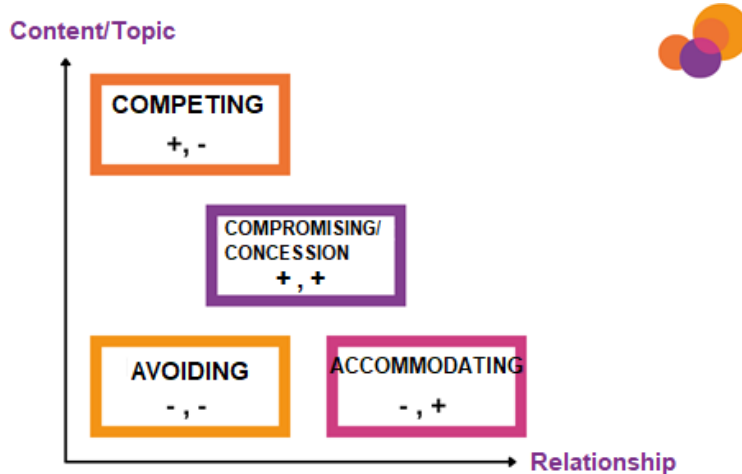 Content/Topic
COMPETING
+, -
COMPROMISING/
CONCESSION
+ , +
AVOIDING
- , -
ACCOMMODATING
- , +
Relationship